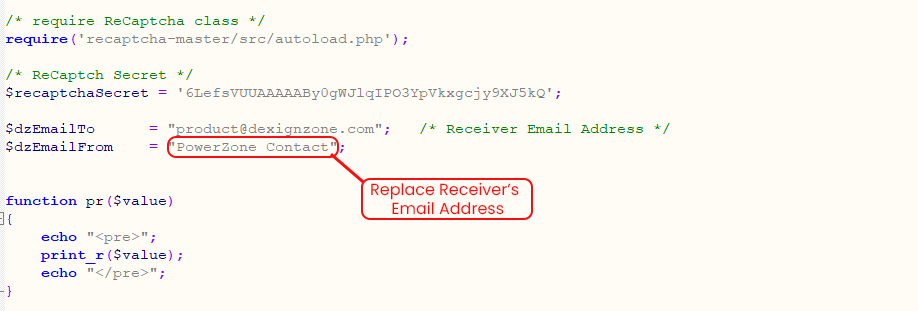 /* require ReCaptcha class */
require('recaptcha-master/src/autoload.php');
/* ReCaptch Secret */
$recaptchaSecret = '6LefsVUUAAAAABy0gWJlqIPO3YpVkxgcjy9XJ5kQ';
$dzEmailTo      = "product@dexignzone.com";   /* Receiver Email Address */
$dzEmailFrom    = "PowerZone Contact";
Replace Receiver's
Email Address
function pr($value)
{
    echo "<pre>";
    print_r($value);
    echo "</pre>";
}